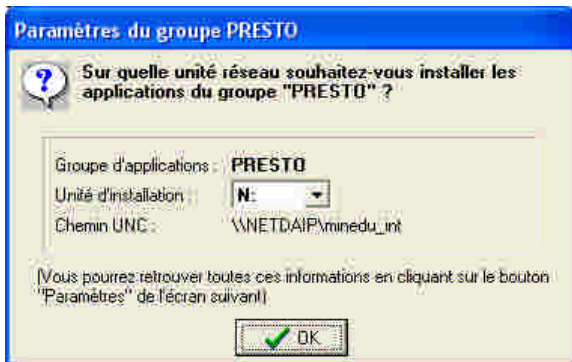 Paramètres du groupe PRESTO
Sur quelle unité réseau souhaitez-vous installer les
applications du groupe "PRESTO" ?
Groupe d'applications : PRESTO
Unité d'installation : N:
Chemin UNC : \\NETDAIP\minedu_int
(Vous pourrez retrouver toutes ces informations en cliquant sur le bouton
"Paramètres" de l'écran suivant)
OK